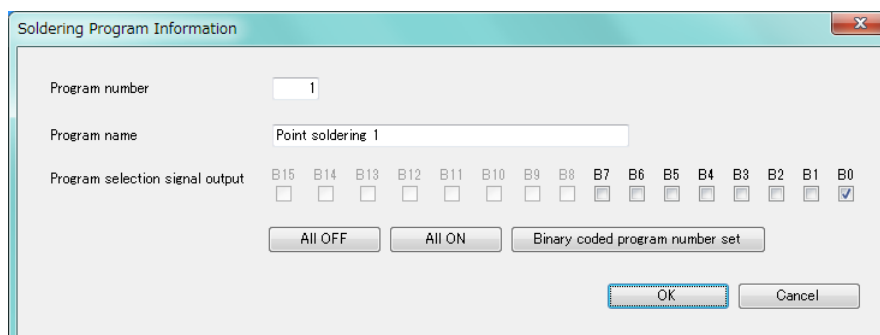 Soldering Program Information
Program number 1
Program name Point soldering 1
Program selection signal output B15 B14 B13 B12 B11 B10 B9 B8 B7 B6 B5 B4 B3 B2 B1 B0
All OFF All ON Binary coded program number set
OK Cancel